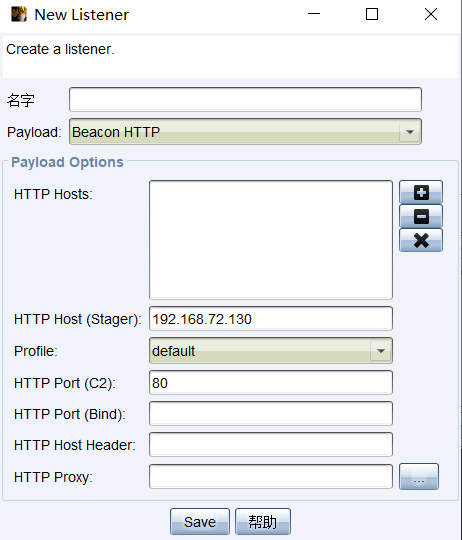 New Listener
Create a listener.
名字
Payload: Beacon HTTP
Payload Options
HTTP Hosts:
HTTP Host (Stager): 192.168.72.130
Profile: default
HTTP Port (C2): 80
HTTP Port (Bind):
HTTP Host Header:
HTTP Proxy: ...
Save 帮助